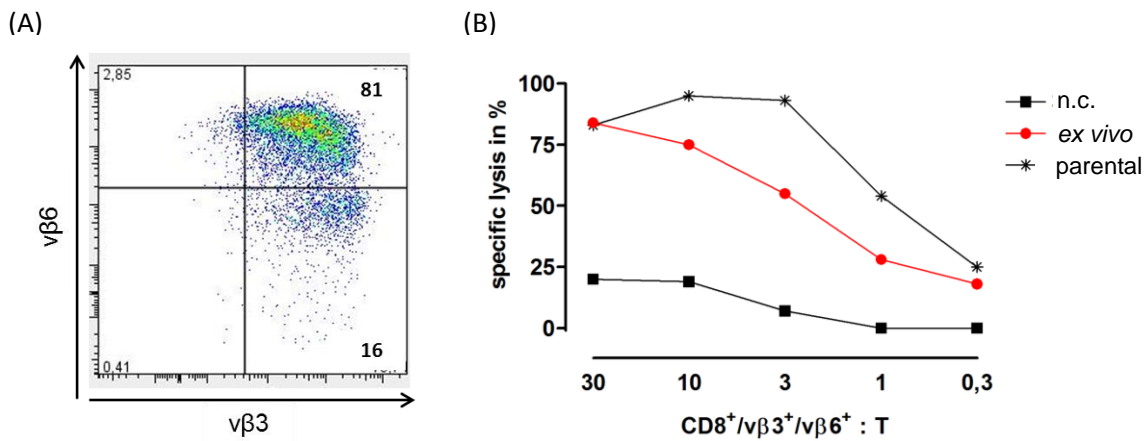 (A)
(B)
2,85
81
vβ6
0.41
16
vβ3
100
75
50
25
0
specific lysis in %
30 10 3 1 0,3
CD8⁺/vβ3⁺/vβ6⁺ : T
n.c.
ex vivo
parental